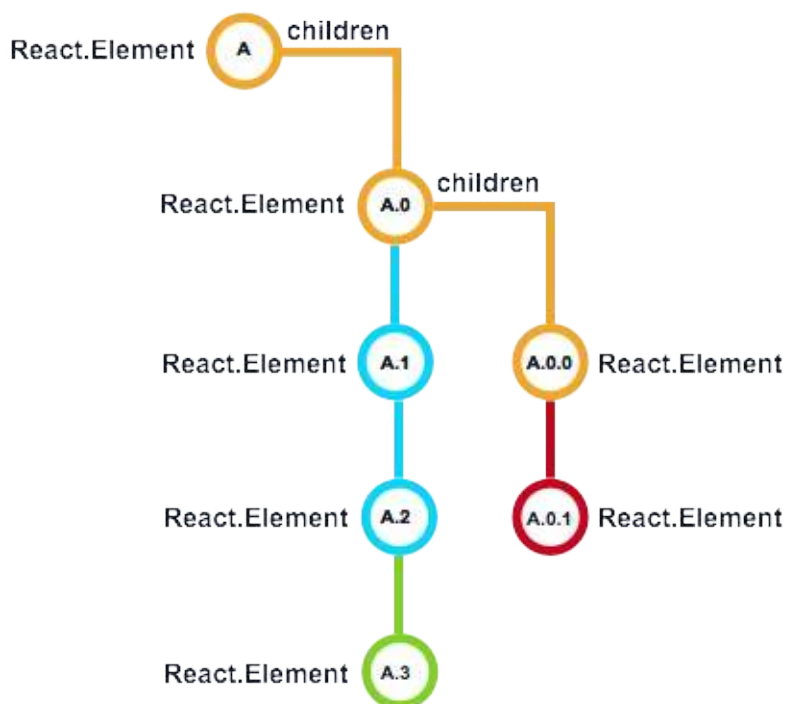 children
React.Element A
children
React.Element A.0
React.Element A.1 A.0.0 React.Element
React.Element A.2 A.0.1 React.Element
React.Element A.3